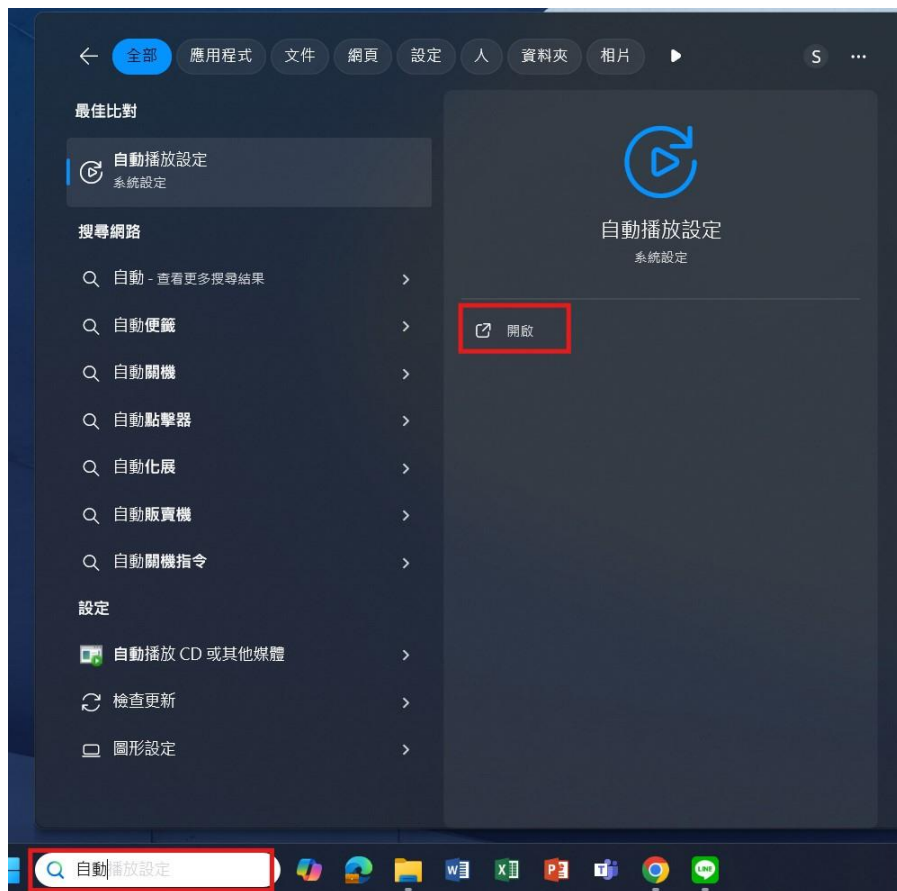 全部 應用程式 文件 網頁 設定 人 資料夾 相片 S
最佳比對
自動播放設定
系統設定
搜尋網路
自動 - 查看更多搜尋結果
自動便籤
自動關機
自動點擊器
自動化展
自動販賣機
自動關機指令
設定
自動播放 CD 或其他媒體
檢查更新
圖形設定
自動播放設定
系統設定
開啟
自動播放設定
W
X
P
LINE